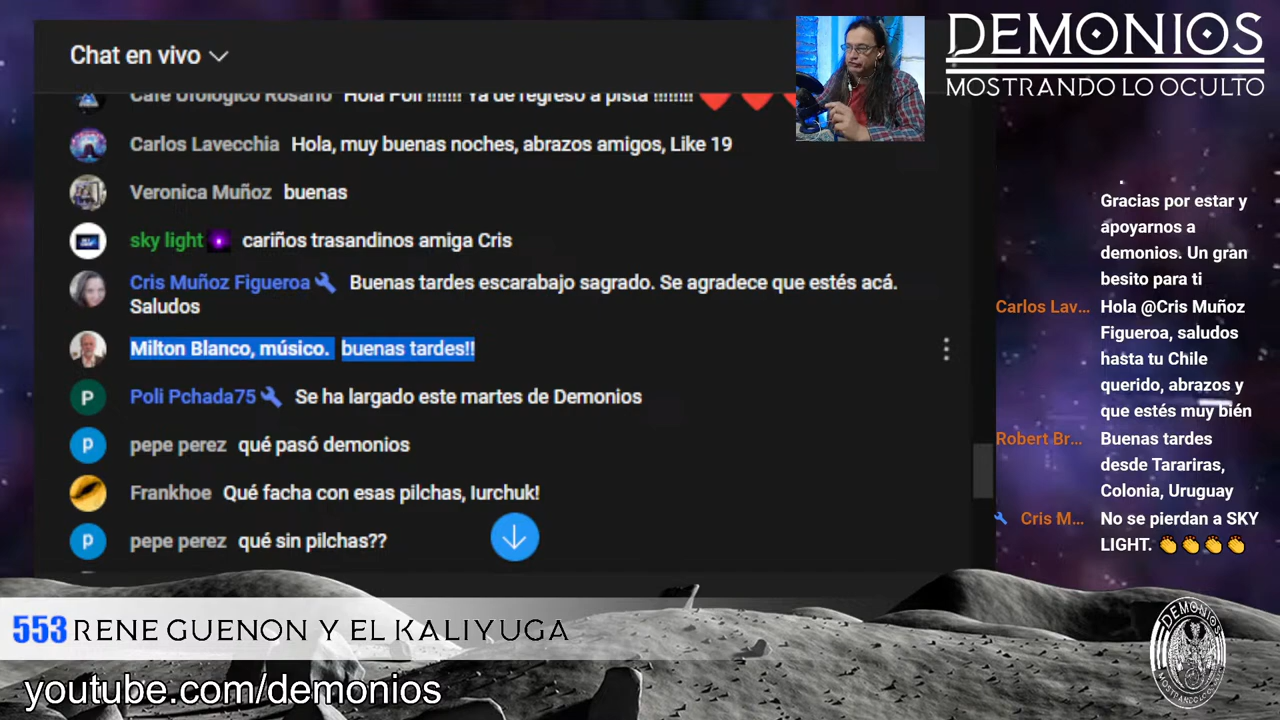 Chat en vivo
Café Ufológico Rosario Hola Poli !!!!!!! Ya de regreso a pista !!!!!!!!
Carlos Lavecchia Hola, muy buenas noches, abrazos amigos, Like 19
Veronica Muñoz buenas
sky light cariños trasandinos amiga Cris
Cris Muñoz Figueroa Buenas tardes escarabajo sagrado. Se agradece que estés acá.
Saludos
Milton Blanco, músico. buenas tardes!!
P
Poli Pchada75 Se ha largado este martes de Demonios
p
pepe perez qué pasó demonios
Frankhoe Qué facha con esas pilchas, Iurchuk!
p
pepe perez qué sin pilchas??
DEMONIOS
MOSTRANDO LO OCULTO
Gracias por estar y
apoyarnos a
demonios. Un gran
besito para ti
Carlos Lav... Hola @Cris Muñoz
Figueroa, saludos
hasta tu Chile
querido, abrazos y
que estés muy bién
Robert Br... Buenas tardes
desde Tarariras,
Colonia, Uruguay
Cris M... No se pierdan a SKY
LIGHT. 👏👏👏👏
553 RENE GUENON Y EL KALIYUGA
youtube.com/demonios
DEMONIOS
MOSTRANDO LO OCULTO